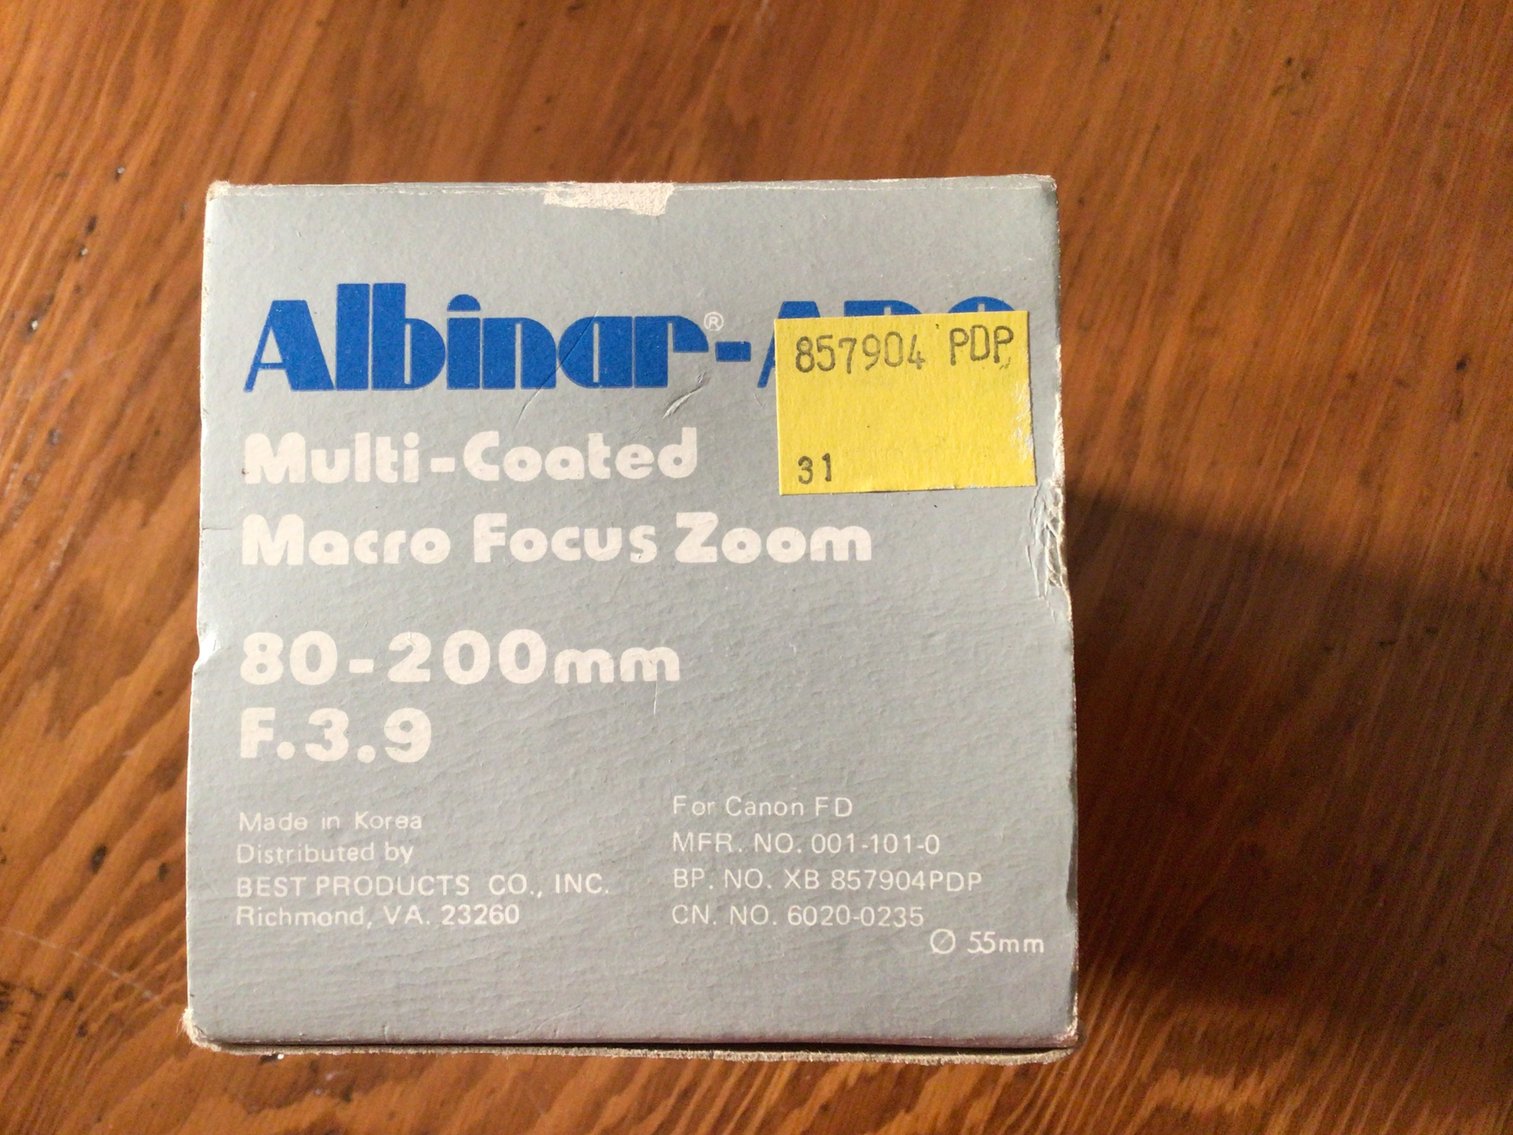 Albinar®-
857904 PDP
31
Multi-Coated
Macro Focus Zoom
80-200mm
F.3.9
Made in Korea
Distributed by
BEST PRODUCTS CO., INC.
Richmond, VA. 23260
For Canon FD
MFR. NO. 001-101-0
BP. NO. XB 857904PDP
CN. NO. 6020-0235
Ø 55mm